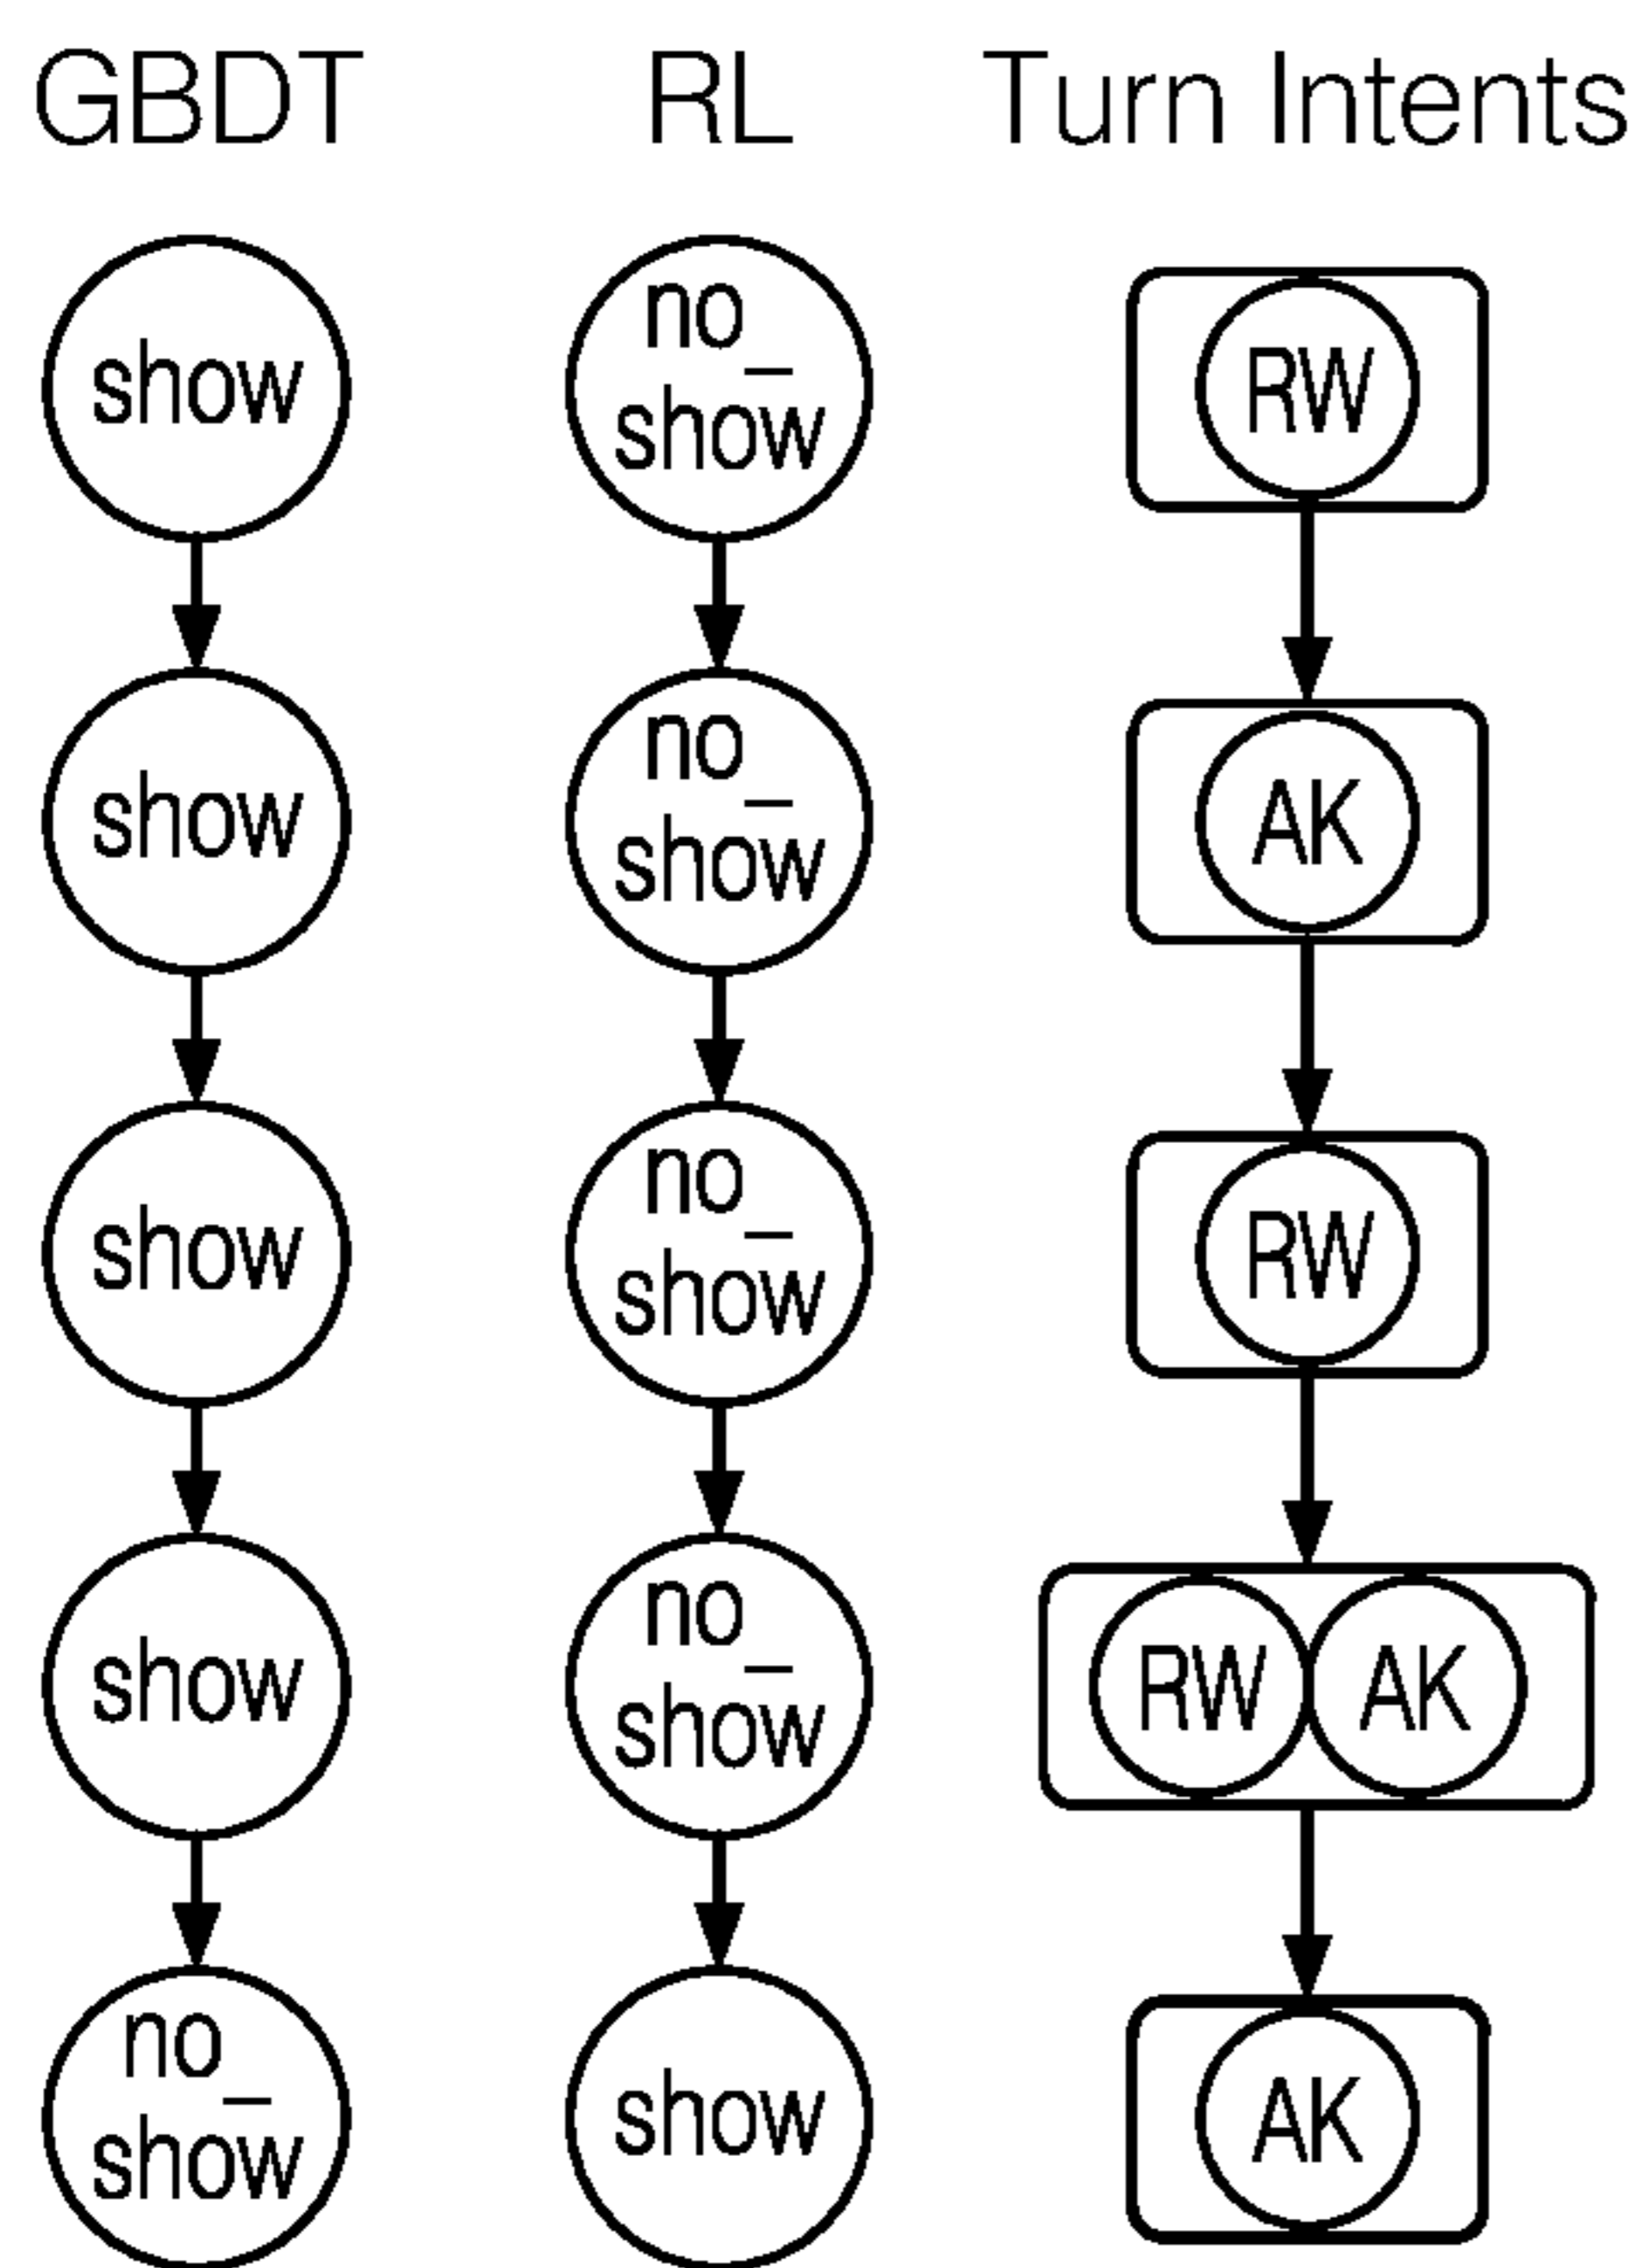 GBDT RL Turn Intents
show no_ RW
show
show no_ AK
show
show no_ RW
show
show no_ RW AK
show
no_ show AK
show